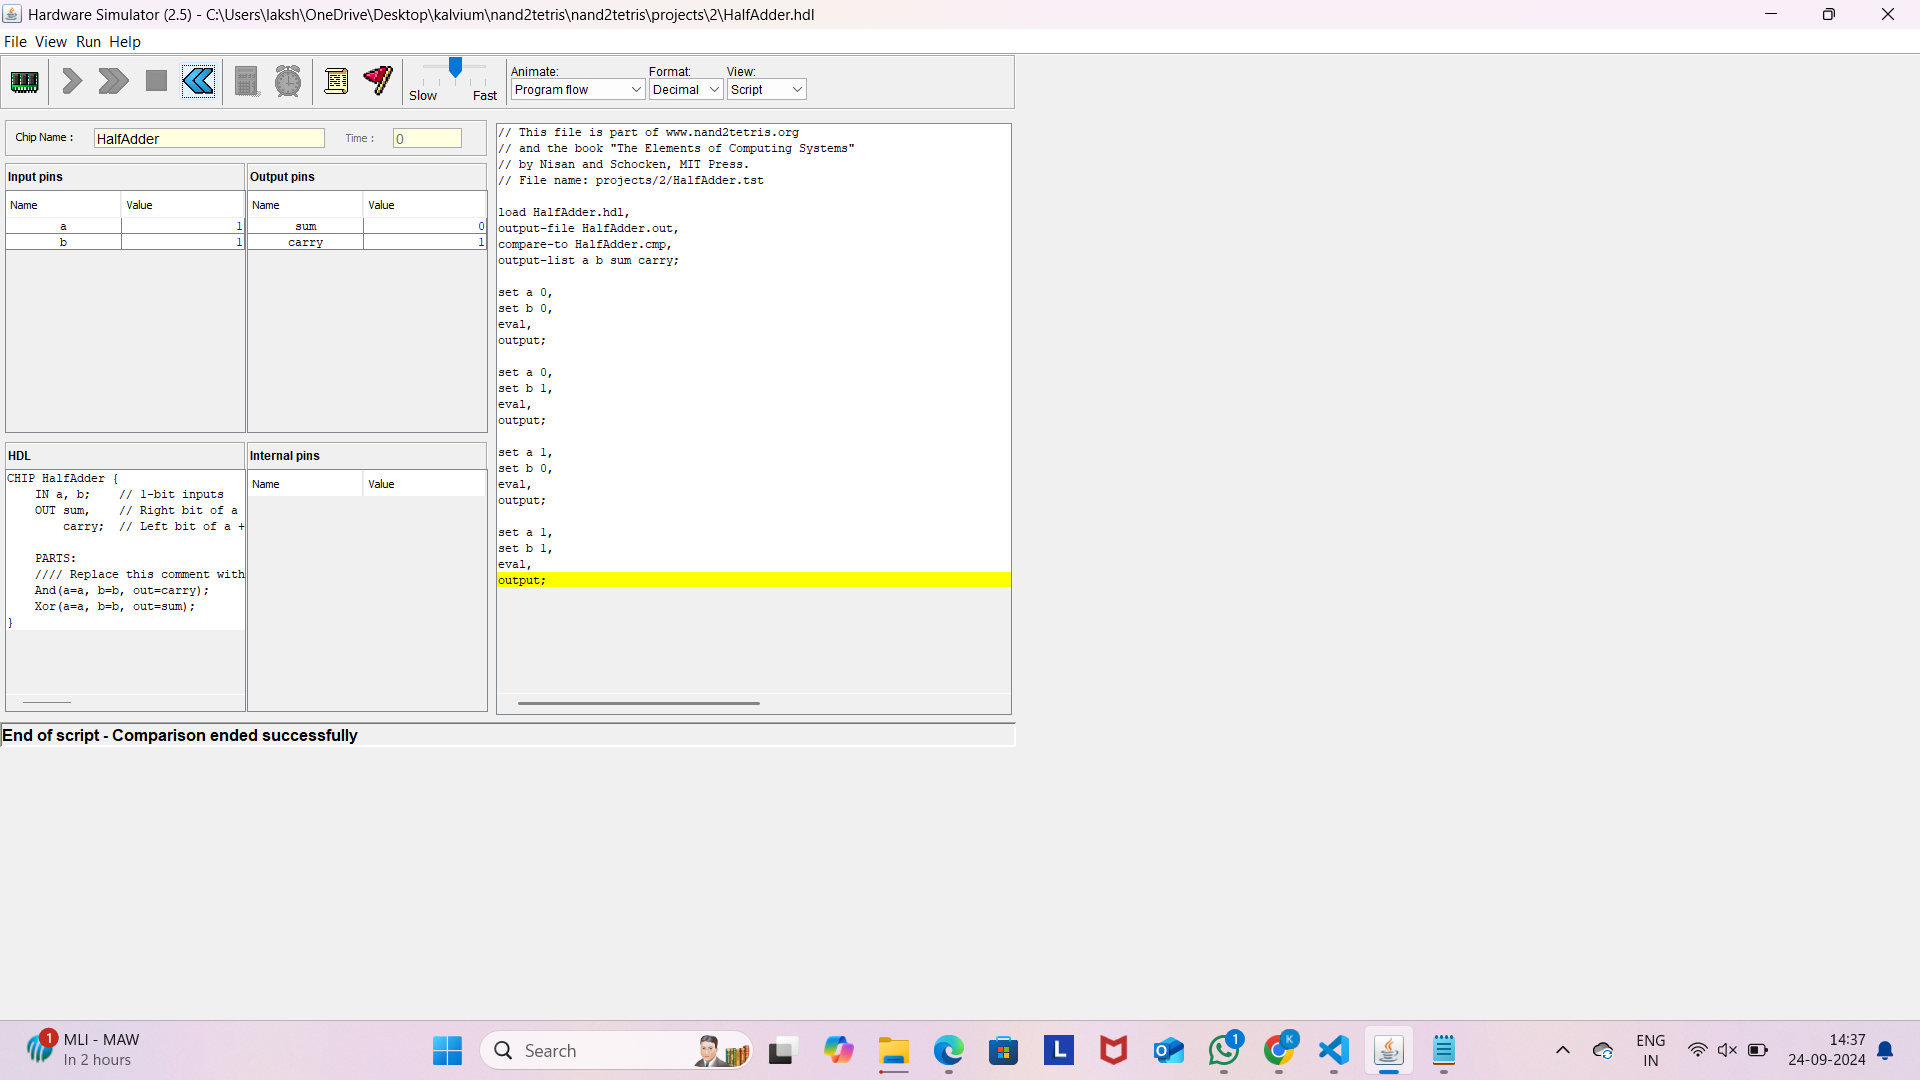 Hardware Simulator (2.5) - C:\Users\laksh\OneDrive\Desktop\kalvium\nand2tetris\nand2tetris\projects\2\HalfAdder.hdl
File View Run Help
Slow Fast
Animate: Format: View:
Program flow Decimal Script
Chip Name : HalfAdder Time : 0
Input pins
Name Value
a 1
b 1
Output pins
Name Value
sum 0
carry 1
HDL
CHIP HalfAdder {
    IN a, b;    // 1-bit inputs
    OUT sum,    // Right bit of a
        carry;  // Left bit of a +

    PARTS:
    //// Replace this comment with
    And(a=a, b=b, out=carry);
    Xor(a=a, b=b, out=sum);
}
Internal pins
Name Value
// This file is part of www.nand2tetris.org
// and the book "The Elements of Computing Systems"
// by Nisan and Schocken, MIT Press.
// File name: projects/2/HalfAdder.tst

load HalfAdder.hdl,
output-file HalfAdder.out,
compare-to HalfAdder.cmp,
output-list a b sum carry;

set a 0,
set b 0,
eval,
output;

set a 0,
set b 1,
eval,
output;

set a 1,
set b 0,
eval,
output;

set a 1,
set b 1,
eval,
output;
End of script - Comparison ended successfully
1
MLI - MAW
In 2 hours
Search
L
1
K
ENG
IN
14:37
24-09-2024